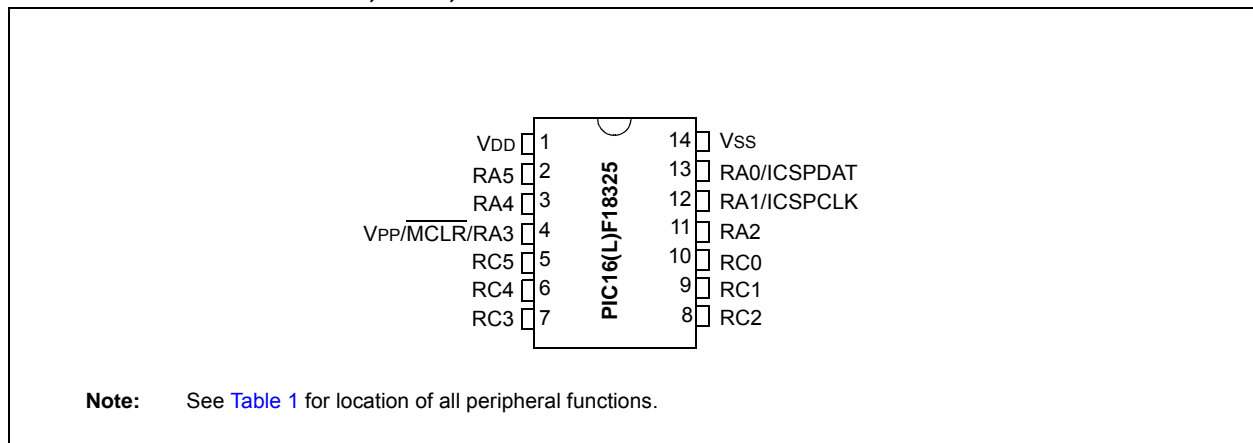 VDD 1 14 VSS
RA5 2 13 RA0/ICSPDAT
RA4 3 12 RA1/ICSPCLK
VPP/MCLR/RA3 4 11 RA2
RC5 5 10 RC0
RC4 6 9 RC1
RC3 7 8 RC2
PIC16(L)F18325
Note: See Table 1 for location of all peripheral functions.